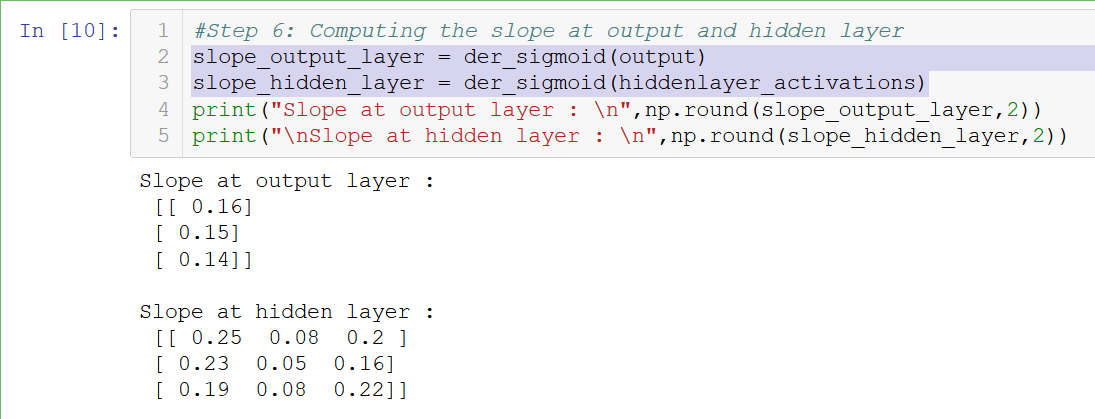 In [10]:
1 #Step 6: Computing the slope at output and hidden layer
2 slope_output_layer = der_sigmoid(output)
3 slope_hidden_layer = der_sigmoid(hiddenlayer_activations)
4 print("Slope at output layer : \n",np.round(slope_output_layer,2))
5 print("\nSlope at hidden layer : \n",np.round(slope_hidden_layer,2))
Slope at output layer :
 [[ 0.16]
 [ 0.15]
 [ 0.14]]
Slope at hidden layer :
 [[ 0.25  0.08  0.2 ]
 [ 0.23  0.05  0.16]
 [ 0.19  0.08  0.22]]